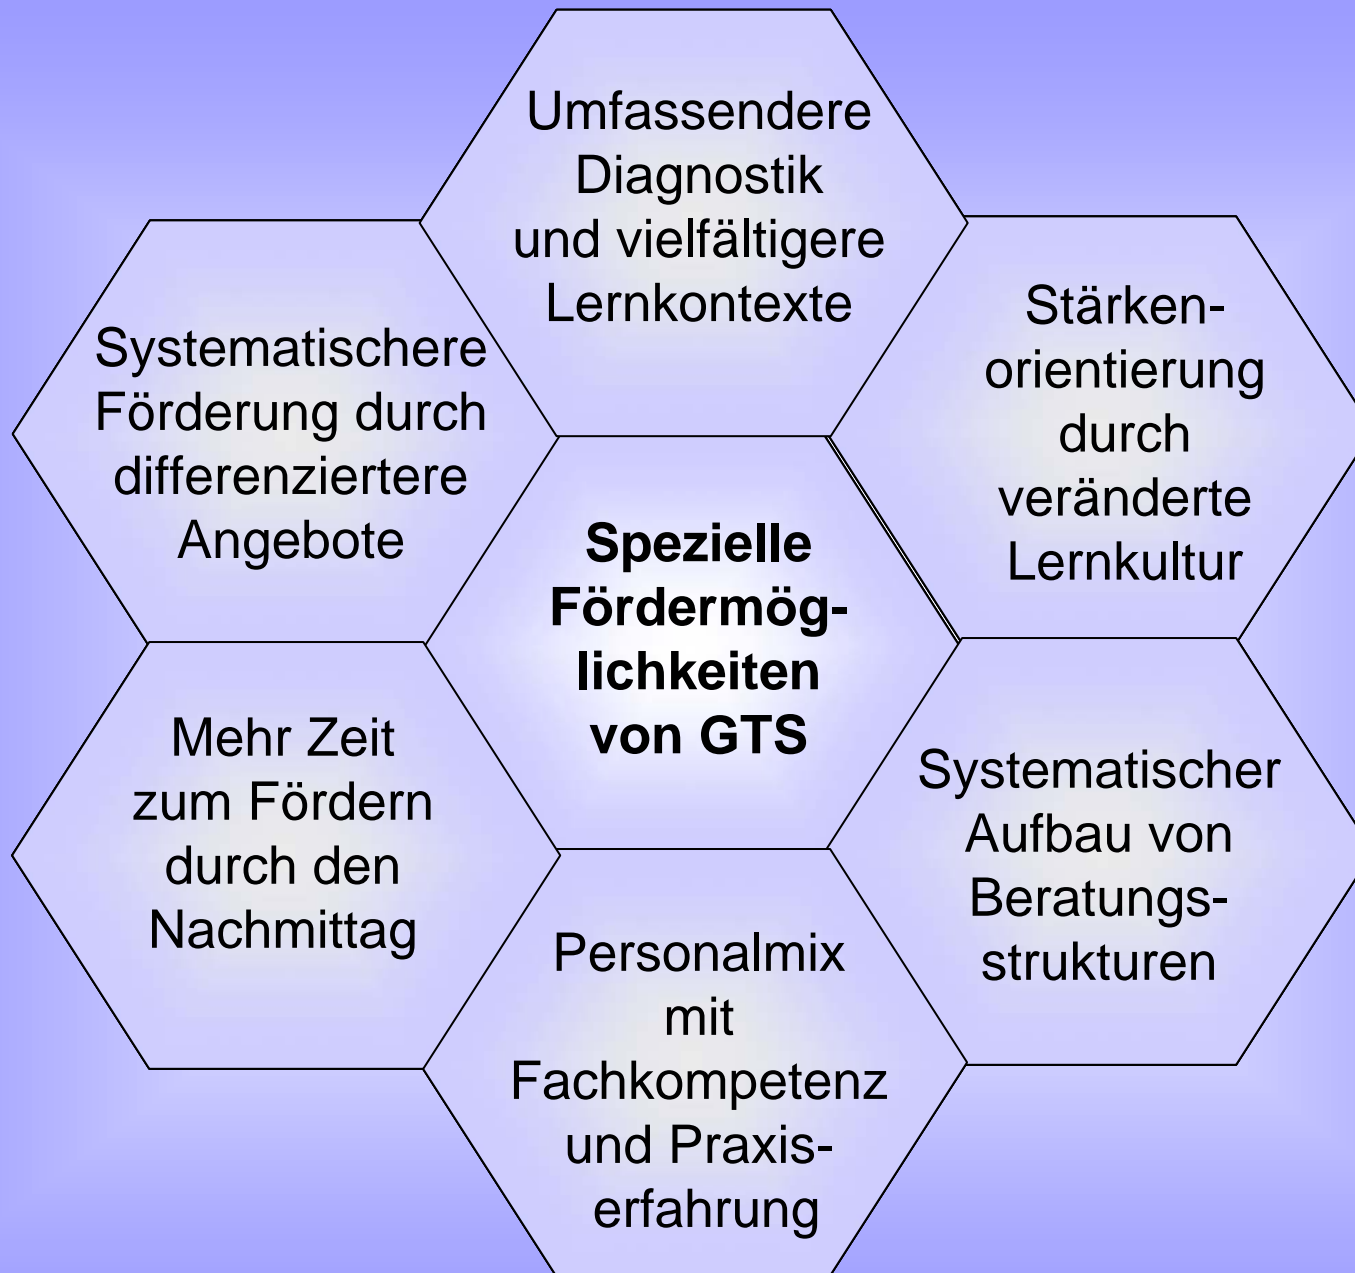 Umfassendere
Diagnostik
und vielfältigere
Lernkontexte
Systematischere
Förderung durch
differenziertere
Angebote
Stärken-
orientierung
durch
veränderte
Lernkultur
Spezielle
Fördermög-
lichkeiten
von GTS
Mehr Zeit
zum Fördern
durch den
Nachmittag
Systematischer
Aufbau von
Beratungs-
strukturen
Personalmix
mit
Fachkompetenz
und Praxis-
erfahrung